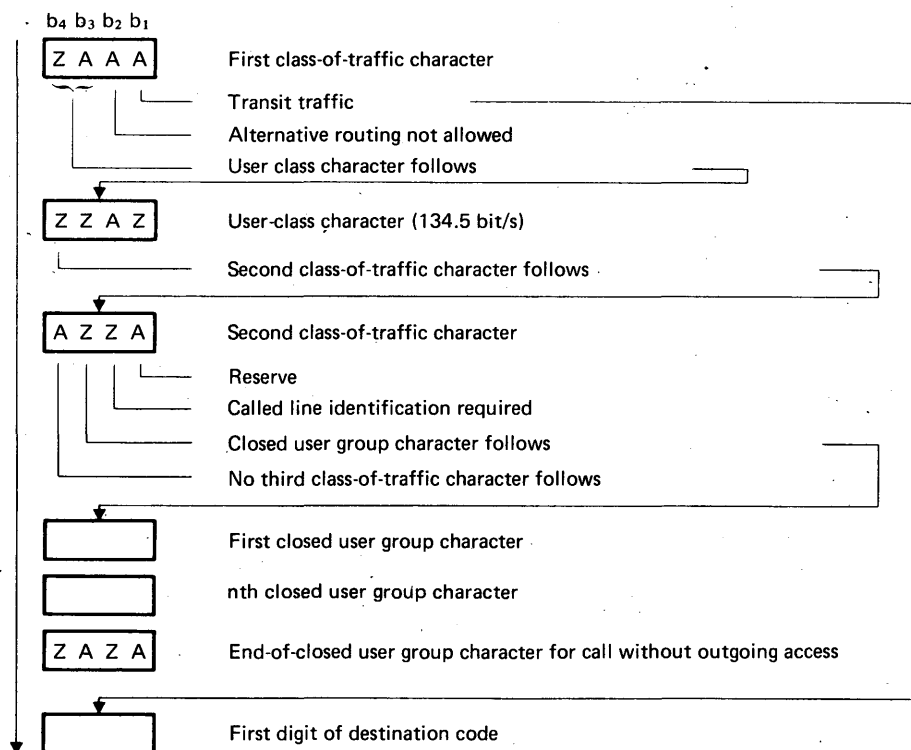 b4 b3 b2 b1
Z A A A First class-of-traffic character
Transit traffic
Alternative routing not allowed
User class character follows
Z Z A Z User-class character (134.5 bit/s)
Second class-of-traffic character follows
A Z Z A Second class-of-traffic character
Reserve
Called line identification required
Closed user group character follows
No third class-of-traffic character follows
First closed user group character
nth closed user group character
Z A Z A End-of-closed user group character for call without outgoing access
First digit of destination code